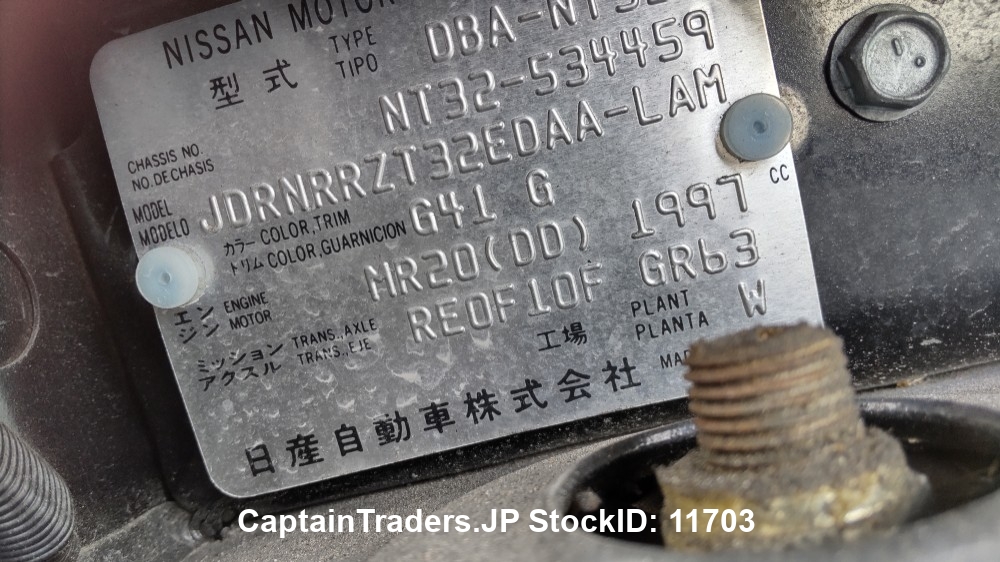 NISSAN MOTOR
型式 TYPE TIPO DBA-NT32
CHASSIS NO. NO.DE CHASIS NT32-534459
MODEL MODELO JDRNRRZT32EDAA-LAM
カラー COLOR,TRIM トリム COLOR,GUARNICION G41 G
エンジン ENGINE MOTOR MR20(DD) 1997 CC
ミッション アクスル TRANS.,AXLE TRANS.,EJE RE0F10F GR63
工場 PLANT PLANTA W
日産自動車株式会社
CaptainTraders.JP StockID: 11703